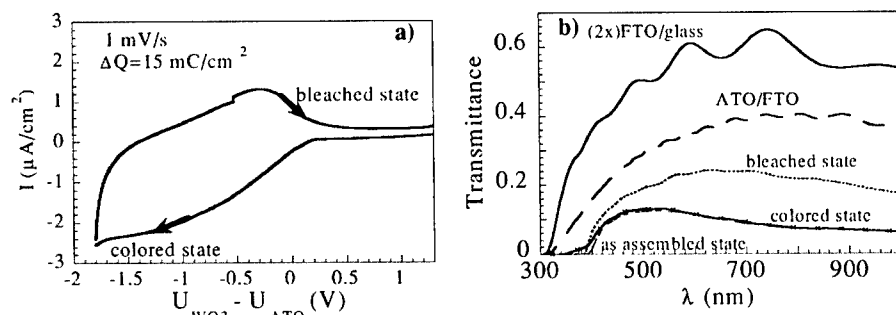 a)
1 mV/s
ΔQ=15 mC/cm²
bleached state
colored state
I (μA/cm²)
3
2
1
0
-1
-2
-3
-2 -1.5 -1 -0.5 0 0.5 1
U WO3 - U ATO (V)
b)
(2x)FTO/glass
ATO/FTO
bleached state
colored state
as assembled state
Transmittance
0.6
0.4
0.2
0
300 500 700 900
λ (nm)